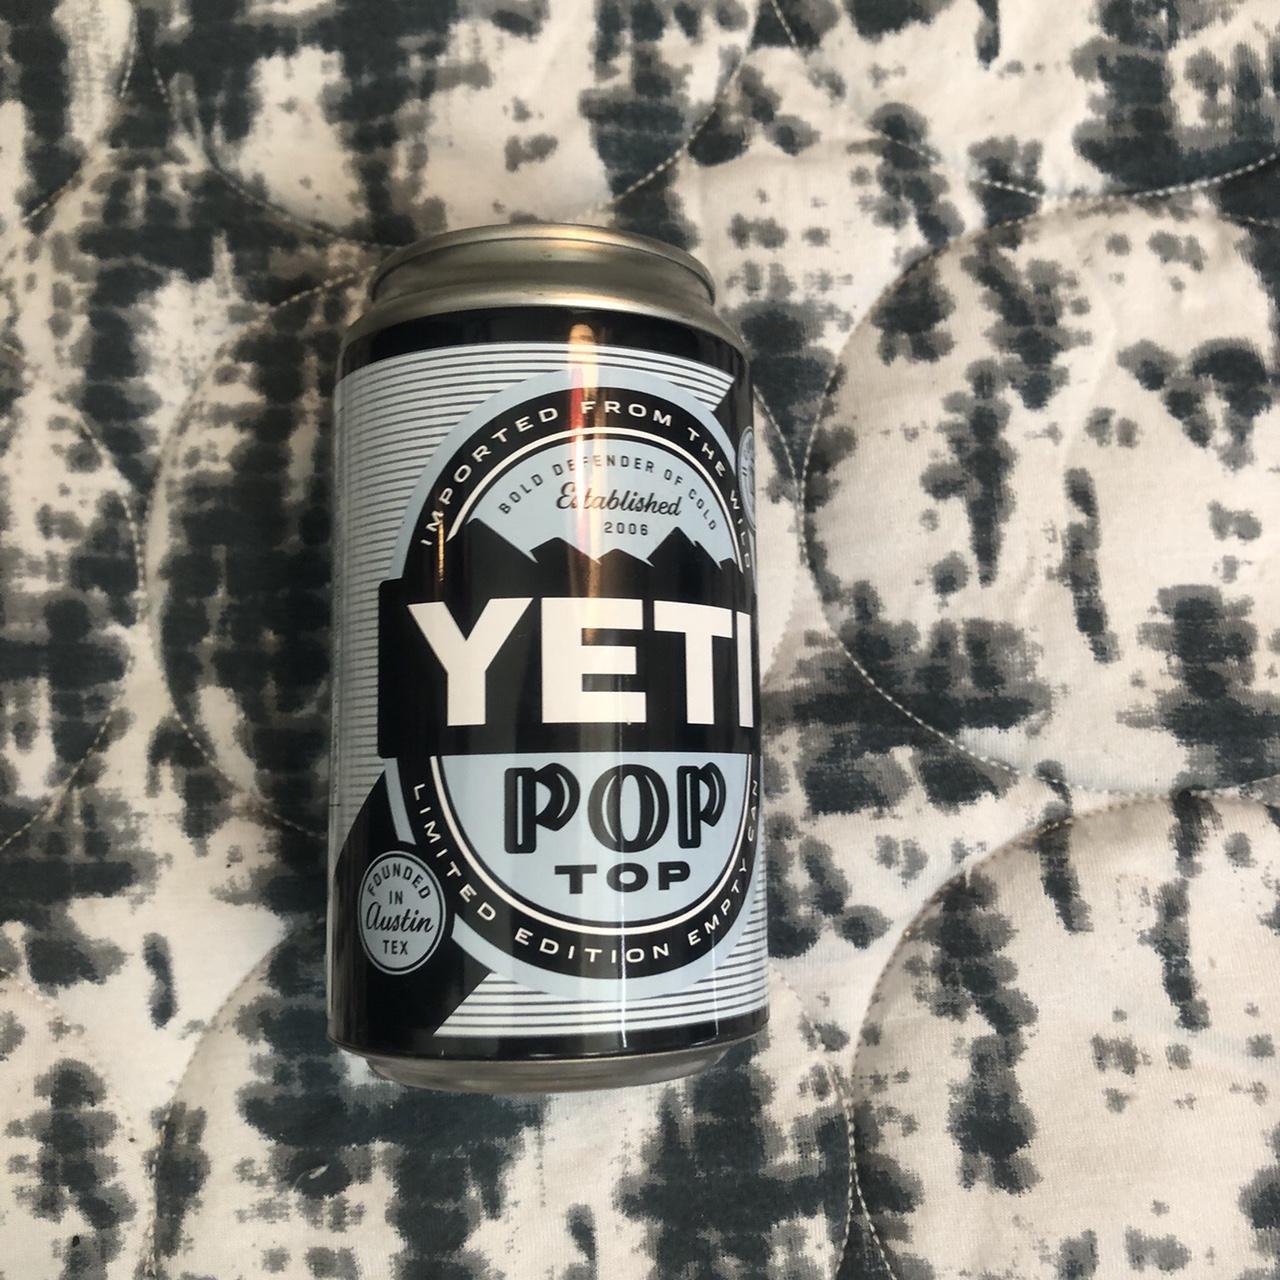 IMPORTED FROM THE WILD
BOLD DEFENDER OF COLD
Established
2006
YETI
POP
TOP
LIMITED EDITION EMPTY CAN
FOUNDED
IN
Austin
TEX